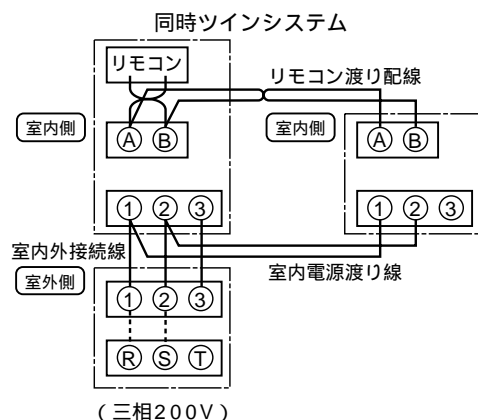 同時ツインシステム
リモコン
リモコン渡り配線
室内側
Ⓐ Ⓑ
室内側
Ⓐ Ⓑ
① ② ③
① ② ③
室内外接続線
室内電源渡り線
室外側
① ② ③
Ⓡ Ⓢ Ⓣ
(三相200V)